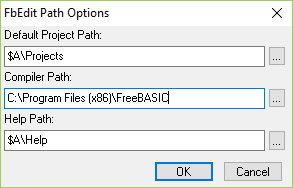 FbEdit Path Options
Default Project Path:
$A\Projects
...
Compiler Path:
C:\Program Files (x86)\FreeBASIC
...
Help Path:
$A\Help
...
OK
Cancel